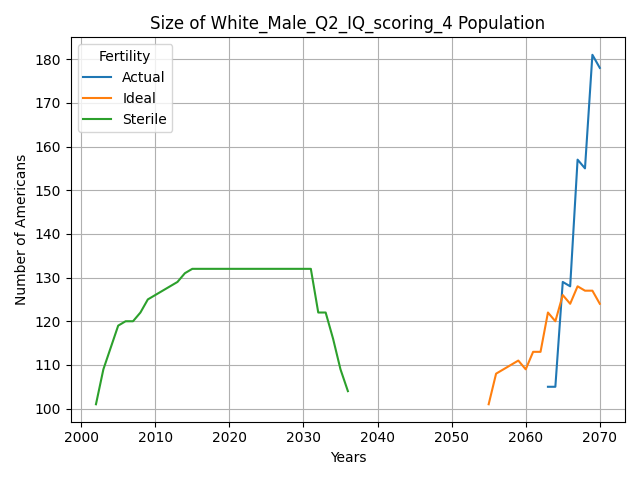 Size of White_Male_Q2_IQ_scoring_4 Population
Fertility
Actual
Ideal
Sterile
Number of Americans
180
170
160
150
140
130
120
110
100
2000 2010 2020 2030 2040 2050 2060 2070
Years